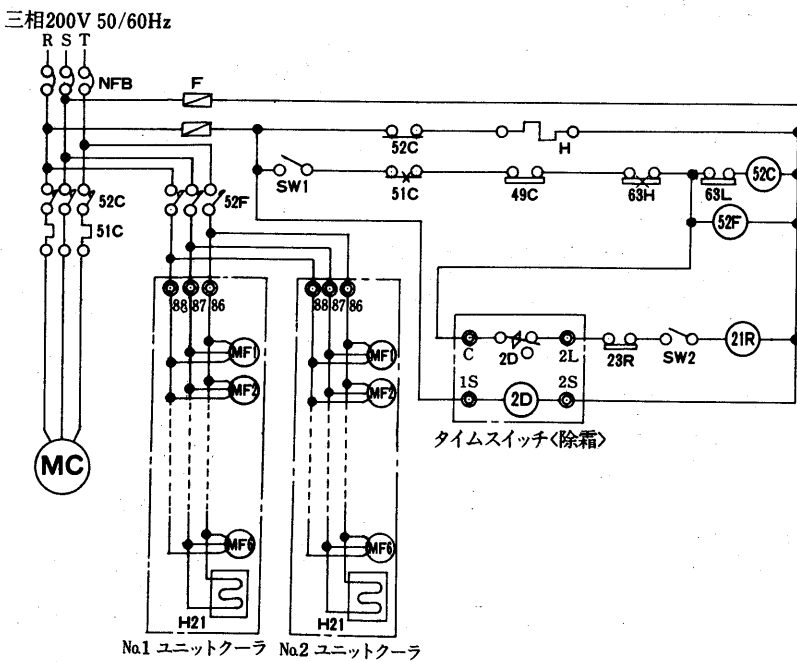 三相200V 50/60Hz
R S T
NFB
F
52C
H
SW1
51C
49C
63H
63L
52C
52C
52F
52F
51C
88 87 86
88 87 86
MF1
MF1
C
2D
2L
23R
SW2
21R
MF2
MF2
1S
2D
2S
タイムスイッチ<除霜>
MC
MF6
MF6
H21
H21
No.1 ユニットクーラ
No.2 ユニットクーラ